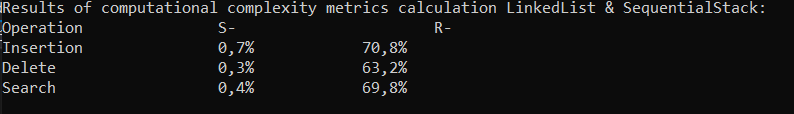 Results of computational complexity metrics calculation LinkedList & SequentialStack:
Operation S- R-
Insertion 0,7% 70,8%
Delete 0,3% 63,2%
Search 0,4% 69,8%